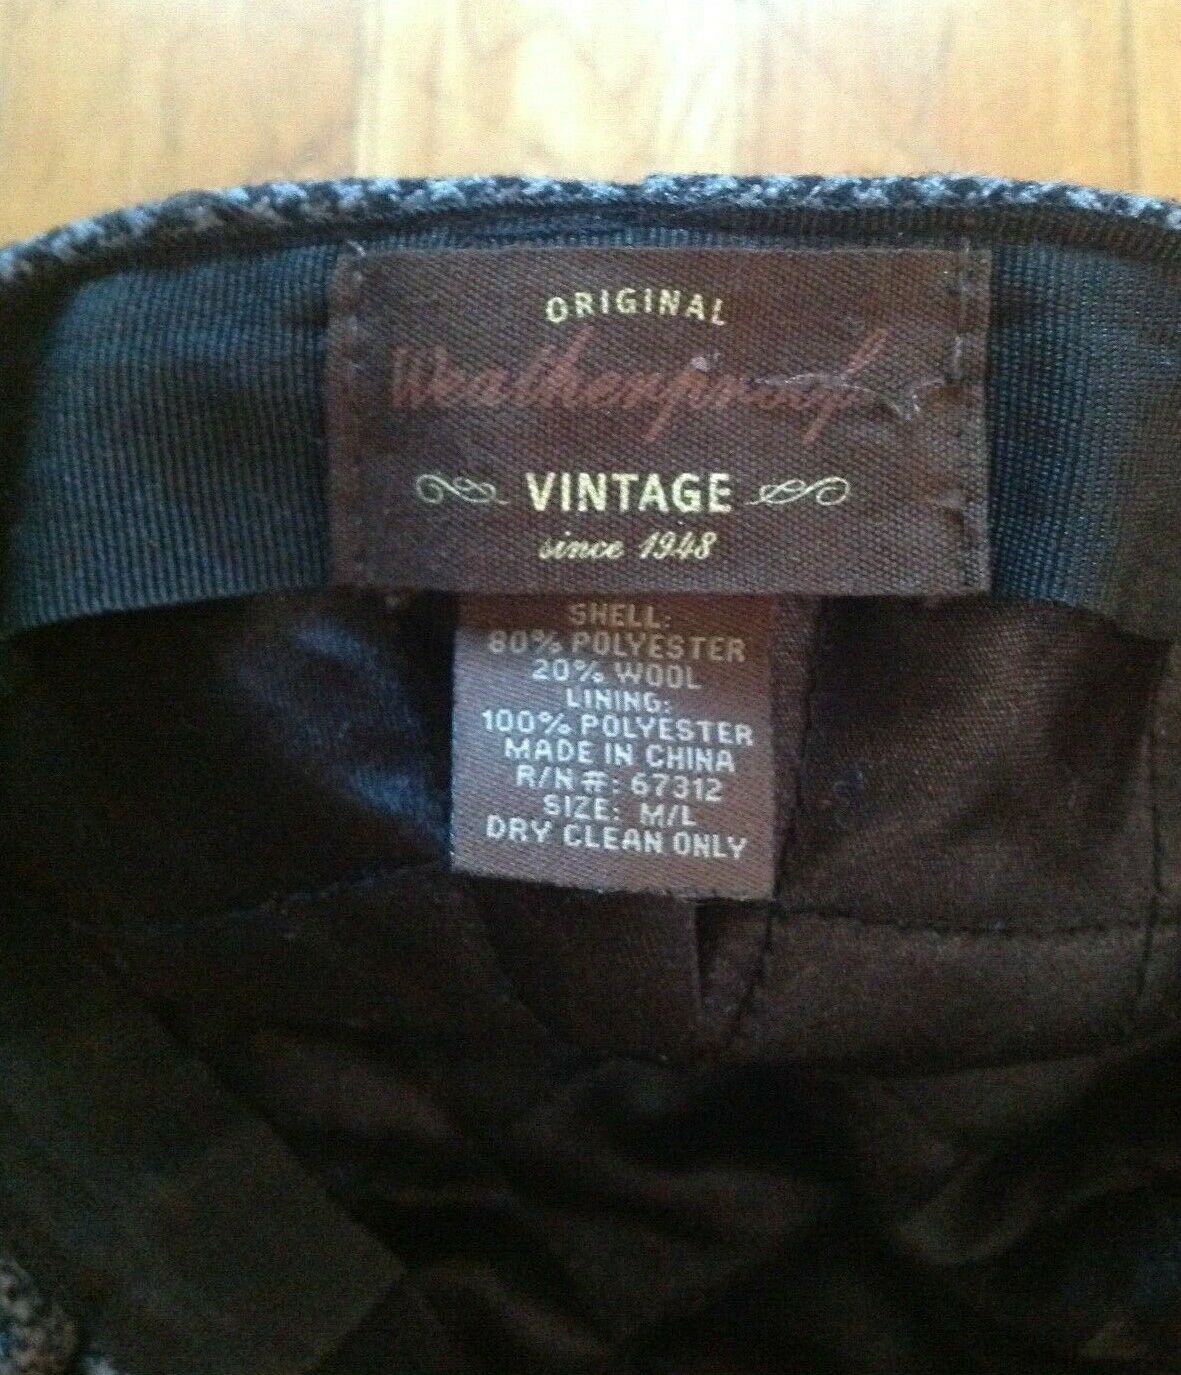 ORIGINAL
Weatherproof
VINTAGE
since 1948
SHELL:
80% POLYESTER
20% WOOL
LINING:
100% POLYESTER
MADE IN CHINA
R/N #: 67312
SIZE: M/L
DRY CLEAN ONLY